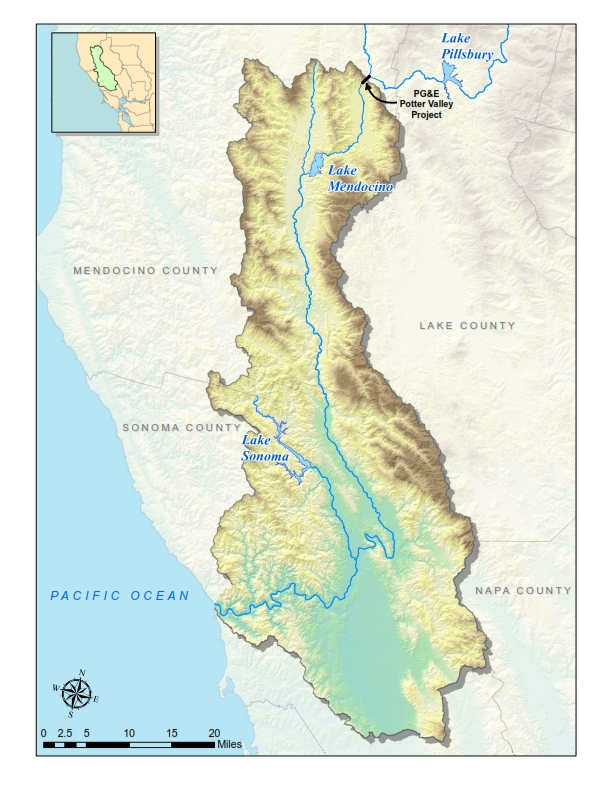 Lake
Pillsbury
PG&E
Potter Valley
Project
Lake
Mendocino
MENDOCINO COUNTY
LAKE COUNTY
SONOMA COUNTY
Lake
Sonoma
PACIFIC OCEAN
NAPA COUNTY
N
W
E
S
0 2.5 5 10 15 20
Miles